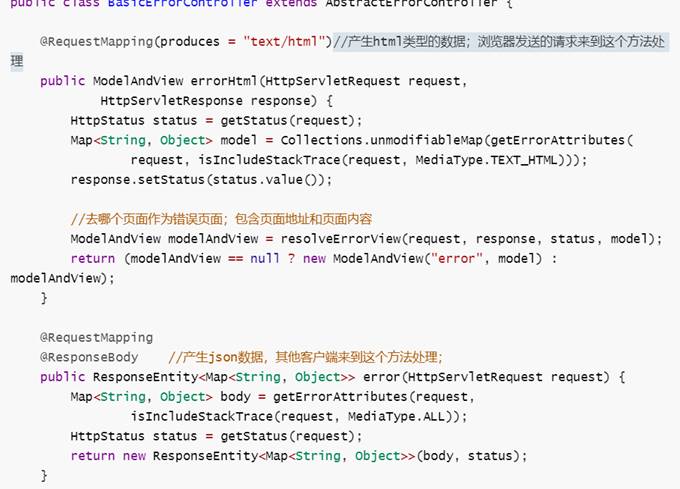 public class BasicErrorController extends AbstractErrorController {
@RequestMapping(produces = "text/html")//产生html类型的数据；浏览器发送的请求来到这个方法处
理
public ModelAndView errorHtml(HttpServletRequest request,
HttpServletResponse response) {
HttpStatus status = getStatus(request);
Map<String, Object> model = Collections.unmodifiableMap(getErrorAttributes(
request, isIncludeStackTrace(request, MediaType.TEXT_HTML)));
response.setStatus(status.value());
//去哪个页面作为错误页面；包含页面地址和页面内容
ModelAndView modelAndView = resolveErrorView(request, response, status, model);
return (modelAndView == null ? new ModelAndView("error", model) :
modelAndView);
}
@RequestMapping
@ResponseBody //产生json数据，其他客户端来到这个方法处理；
public ResponseEntity<Map<String, Object>> error(HttpServletRequest request) {
Map<String, Object> body = getErrorAttributes(request,
isIncludeStackTrace(request, MediaType.ALL));
HttpStatus status = getStatus(request);
return new ResponseEntity<Map<String, Object>>(body, status);
}